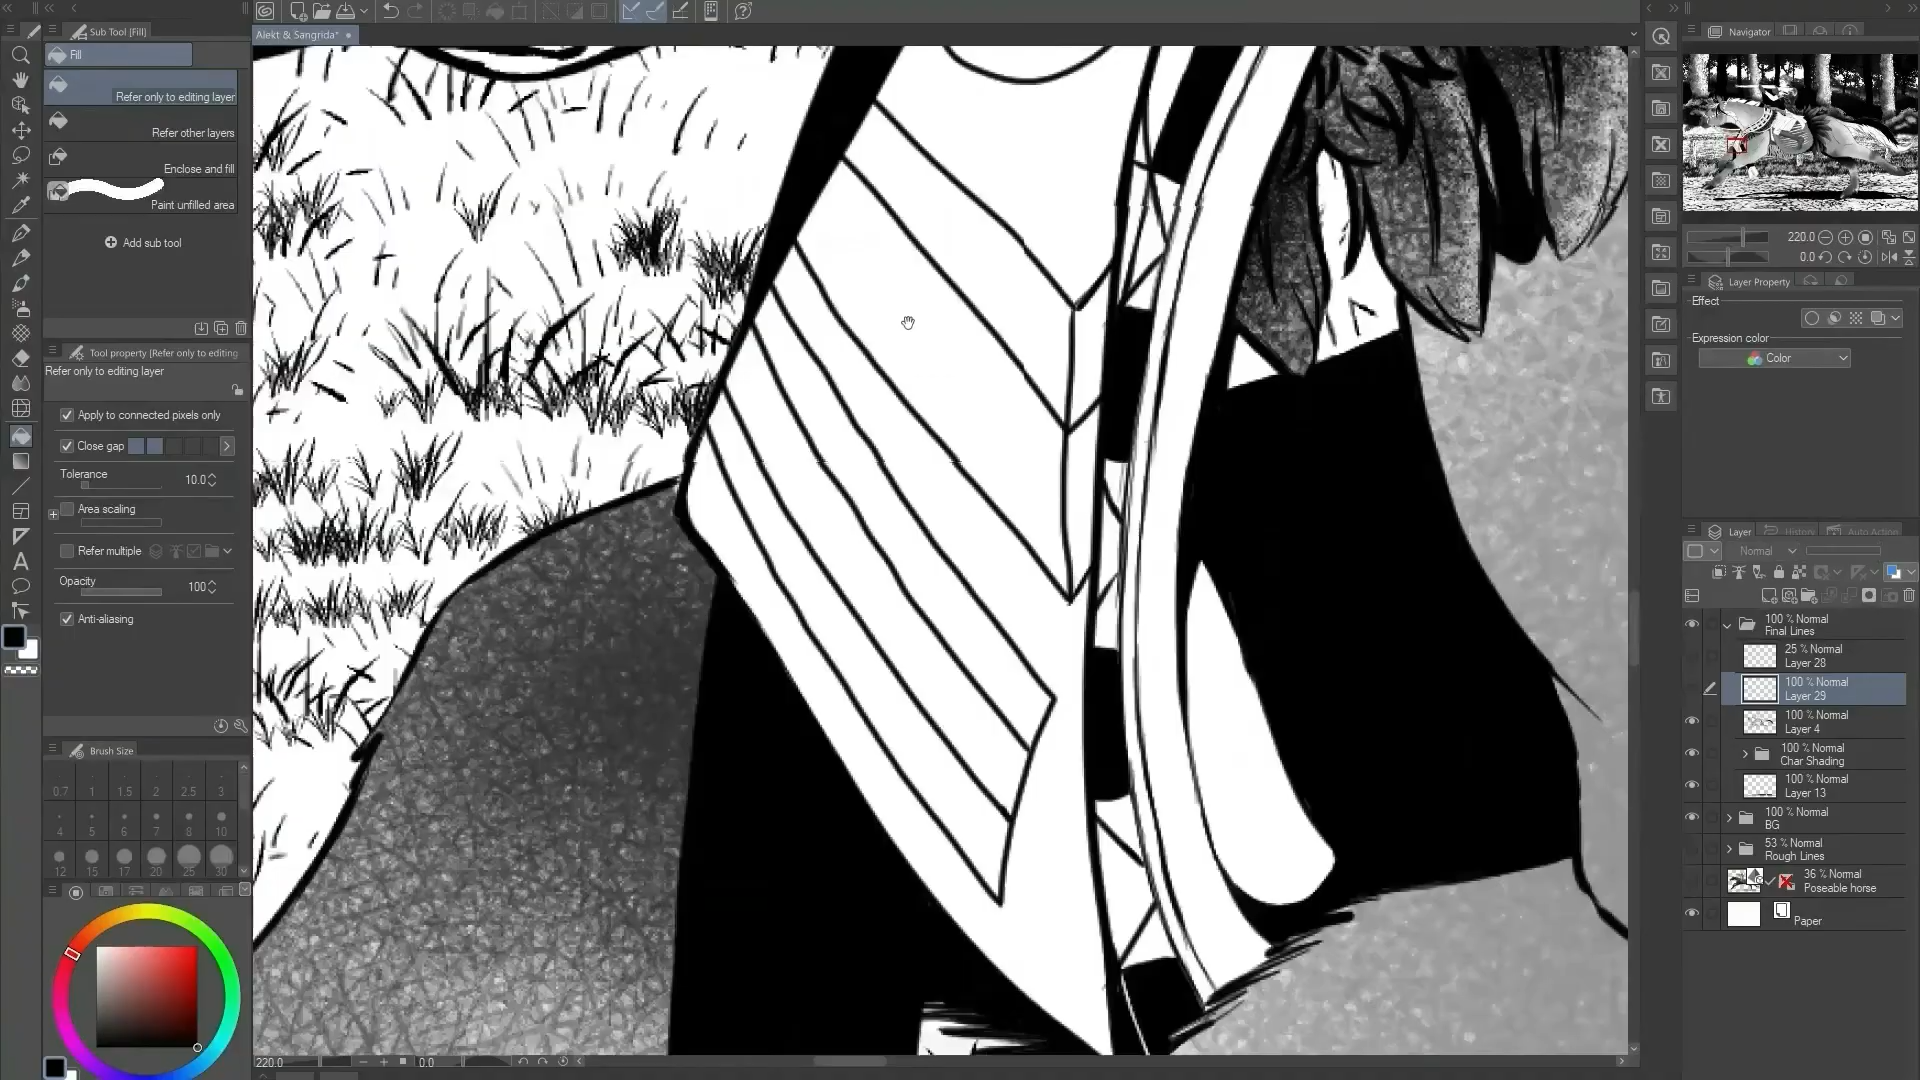 Sub Tool [Fill]
Fill
Refer only to editing layer
Refer other layers
Enclose and fill
Paint unfilled area
Add sub tool
Tool property [Refer only to editing
Refer only to editing layer
Apply to connected pixels only
Close gap
Tolerance
10.0
Area scaling
Refer multiple
Opacity
100
Anti-aliasing
Brush Size
0.7 1 1.5 2 2.5 3
4 5 6 7 8 10
12 15 17 20 25 30
Alekt & Sangrida*
220.0
0.0
Navigator
220.0
0.0
Layer Property
Effect
Expression color
Color
Layer
History
Auto Action
Normal
100 % Normal
Final Lines
25 % Normal
Layer 28
100 % Normal
Layer 29
100 % Normal
Layer 4
100 % Normal
Char Shading
100 % Normal
Layer 13
100 % Normal
BG
53 % Normal
Rough Lines
36 % Normal
Poseable horse
Paper